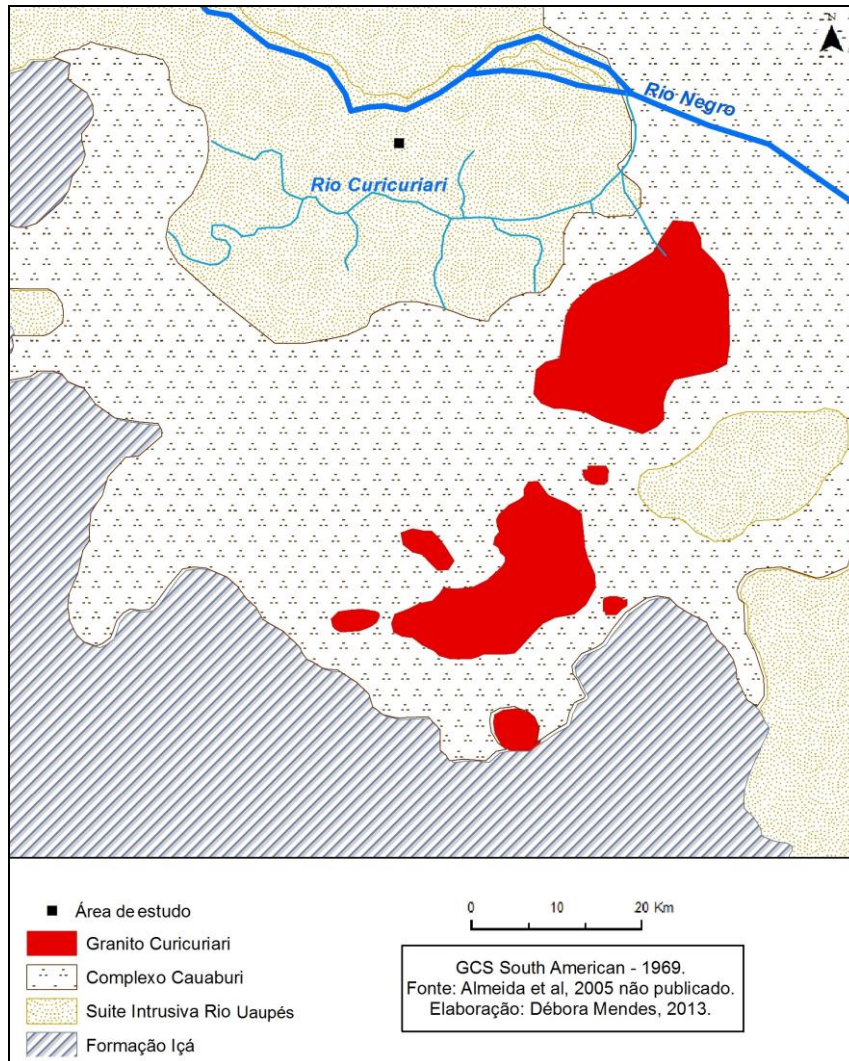 N
Rio Negro
Rio Curicuriari
Área de estudo
Granito Curicuriari
Complexo Cauaburi
Suite Intrusiva Rio Uaupés
Formação Içá
0 10 20 Km
GCS South American - 1969.
Fonte: Almeida et al, 2005 não publicado.
Elaboração: Débora Mendes, 2013.